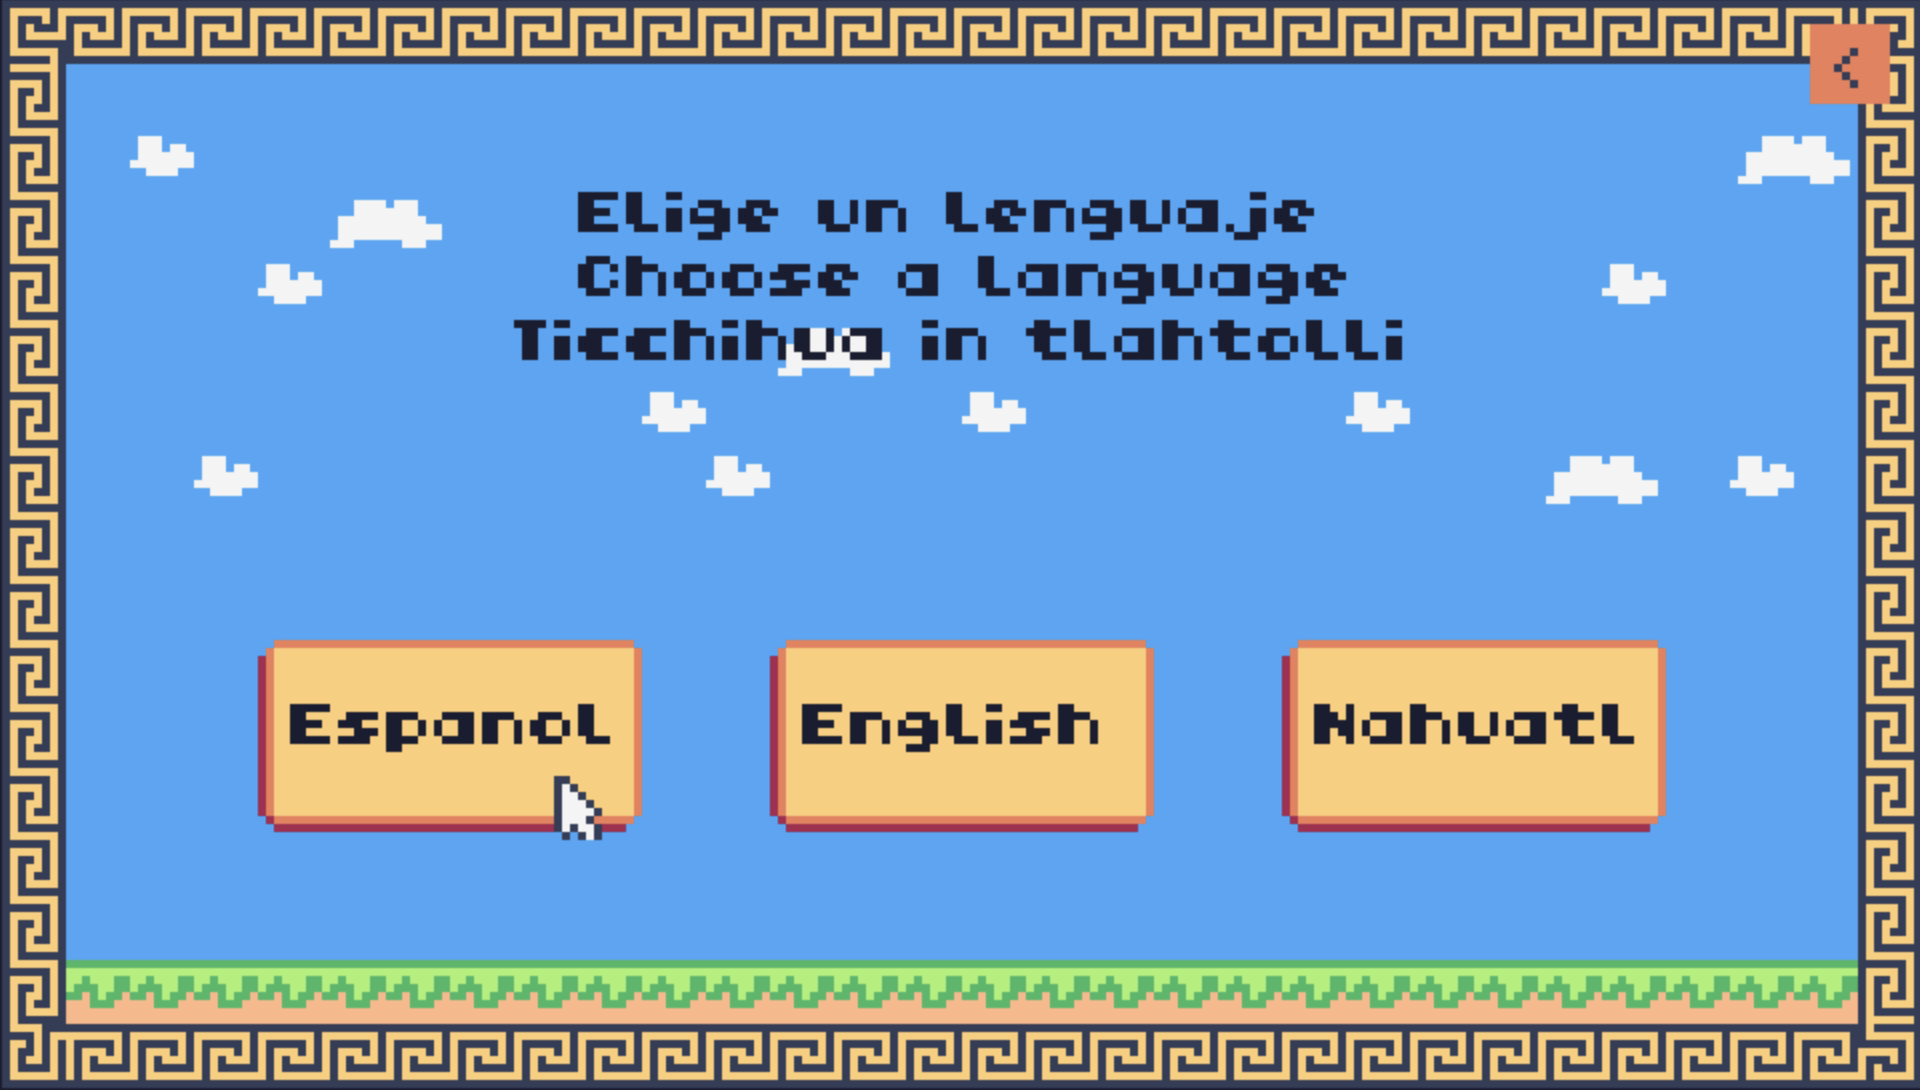 Elige un lenguaje
Choose a language
Ticchihua in tlahtolli
Espanol
English
Nahuatl